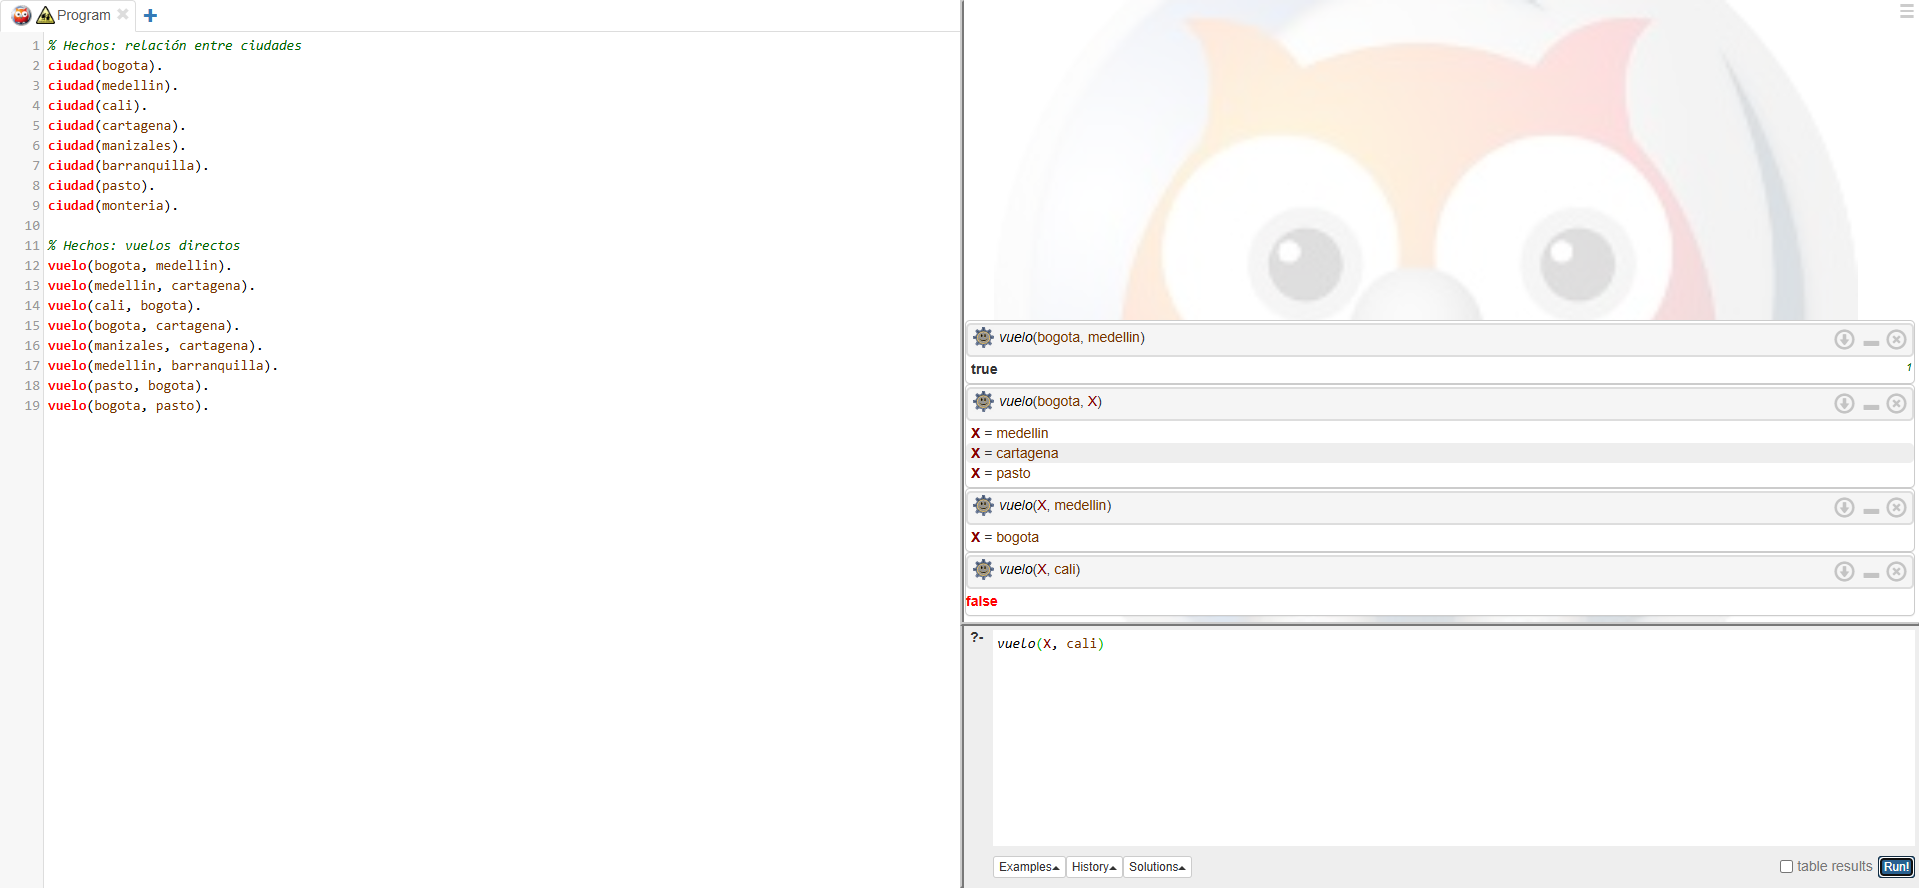 Program
1 % Hechos: relación entre ciudades
2 ciudad(bogota).
3 ciudad(medellin).
4 ciudad(cali).
5 ciudad(cartagena).
6 ciudad(manizales).
7 ciudad(barranquilla).
8 ciudad(pasto).
9 ciudad(monteria).
10
11 % Hechos: vuelos directos
12 vuelo(bogota, medellin).
13 vuelo(medellin, cartagena).
14 vuelo(cali, bogota).
15 vuelo(bogota, cartagena).
16 vuelo(manizales, cartagena).
17 vuelo(medellin, barranquilla).
18 vuelo(pasto, bogota).
19 vuelo(bogota, pasto).
vuelo(bogota, medellin)
true 1
vuelo(bogota, X)
X = medellin
X = cartagena
X = pasto
vuelo(X, medellin)
X = bogota
vuelo(X, cali)
false
?- vuelo(X, cali)
Examples History Solutions table results Run!